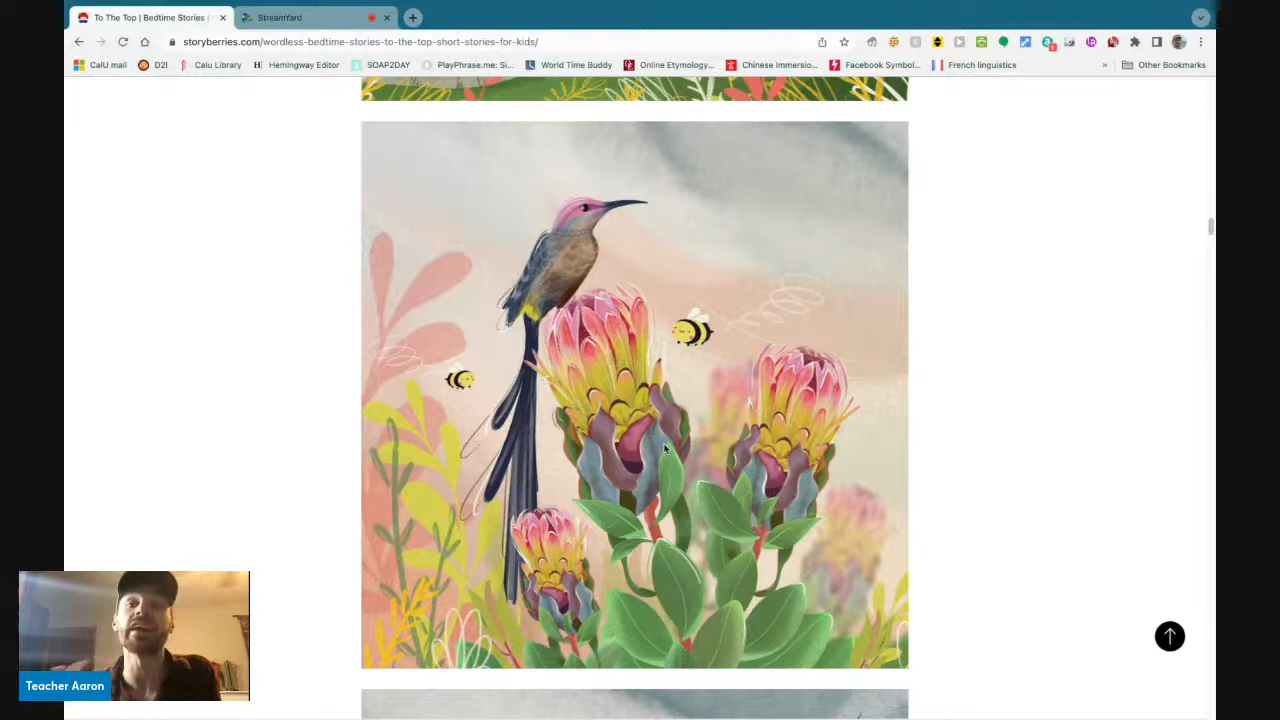 To The Top | Bedtime Stories |
StreamYard
storyberries.com/wordless-bedtime-stories-to-the-top-short-stories-for-kids/
CalU mail
D2l
Calu Library
Hemingway Editor
SOAP2DAY
PlayPhrase.me: Si...
World Time Buddy
Online Etymology...
Chinese Immersio...
Facebook Symbol...
French linguistics
»
Other Bookmarks
Teacher Aaron